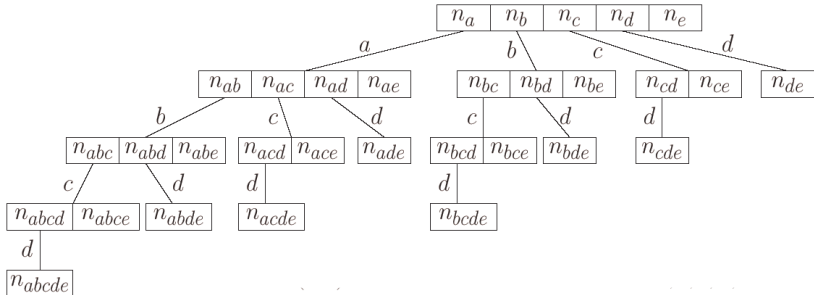 n_a n_b n_c n_d n_e
a b c d
n_ab n_ac n_ad n_ae n_bc n_bd n_be n_cd n_ce n_de
b c d c d d
n_abc n_abd n_abe n_acd n_ace n_ade n_bcd n_bce n_bde n_cde
c d d d
n_abcd n_abce n_abde n_acde n_bcde
d
n_abcde